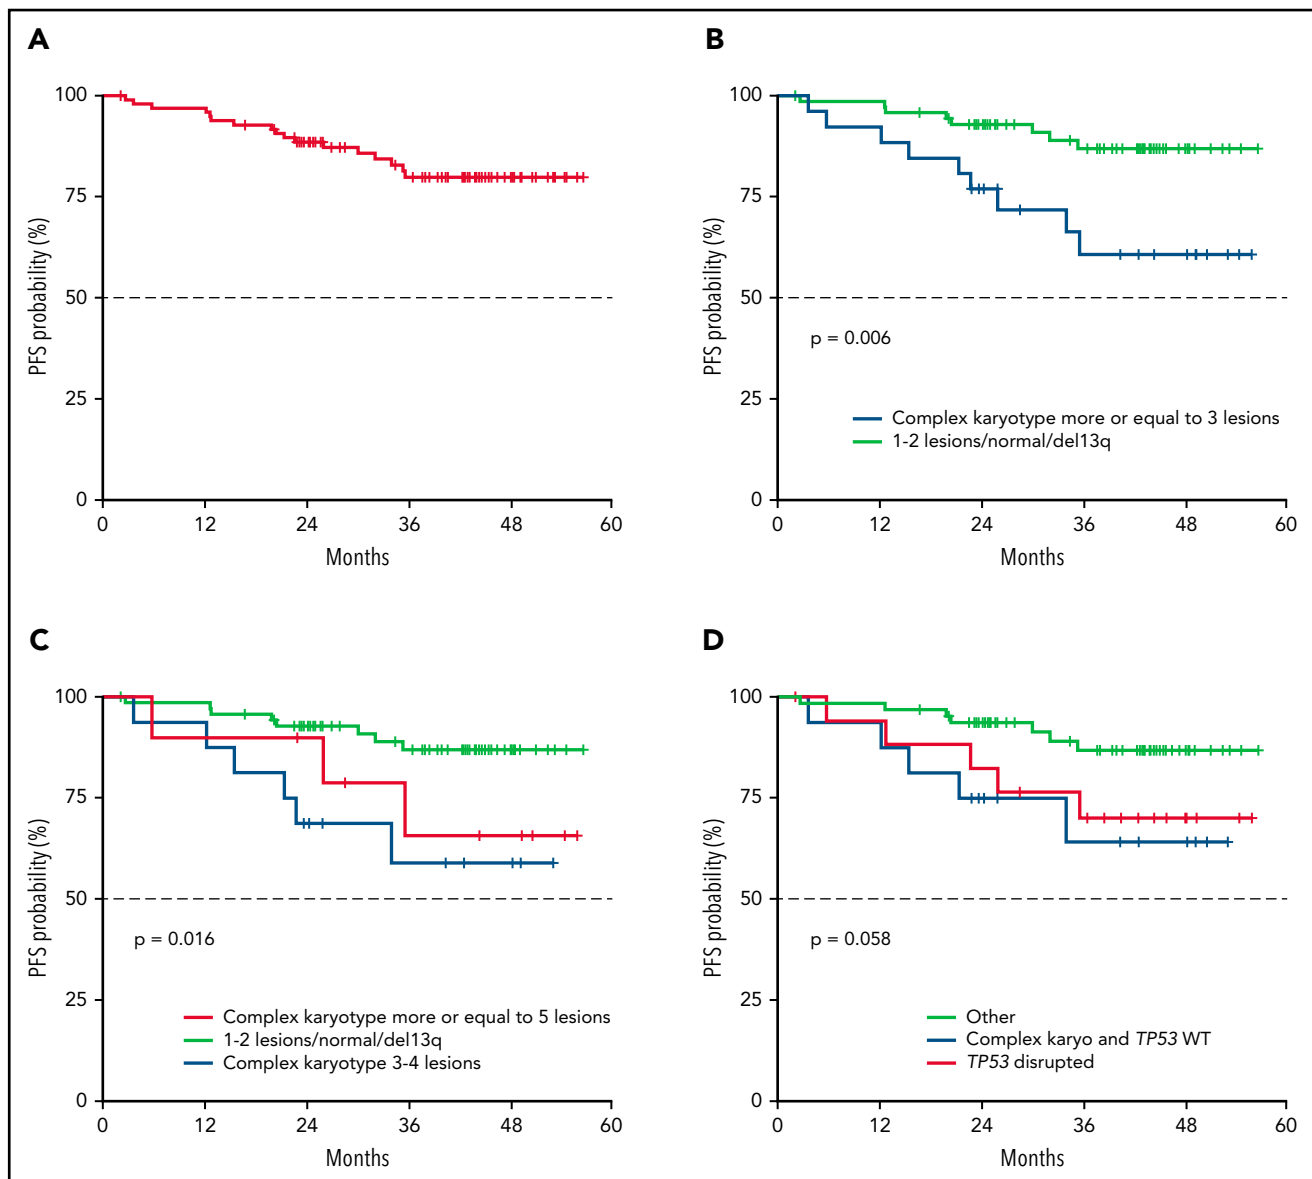 A
100
75
50
25
0
PFS probability (%)
0 12 24 36 48 60
Months
B
100
75
50
25
0
PFS probability (%)
p = 0.006
Complex karyotype more or equal to 3 lesions
1-2 lesions/normal/del13q
0 12 24 36 48 60
Months
C
100
75
50
25
0
PFS probability (%)
p = 0.016
Complex karyotype more or equal to 5 lesions
1-2 lesions/normal/del13q
Complex karyotype 3-4 lesions
0 12 24 36 48 60
Months
D
100
75
50
25
0
PFS probability (%)
p = 0.058
Other
Complex karyo and TP53 WT
TP53 disrupted
0 12 24 36 48 60
Months